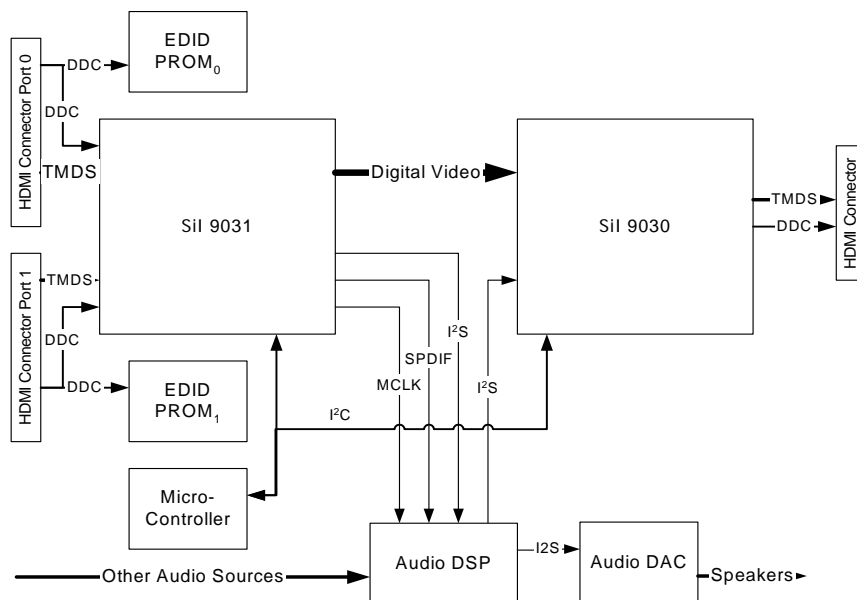 EDID
PROM₀
HDMI Connector Port 0
DDC
DDC
TMDS
SiI 9031
Digital Video
SiI 9030
TMDS
DDC
HDMI Connector
HDMI Connector Port 1
TMDS
DDC
DDC
EDID
PROM₁
I²S
SPDIF
MCLK
I²S
I²C
Micro-
Controller
Audio DSP
I2S
Audio DAC
Other Audio Sources
Speakers